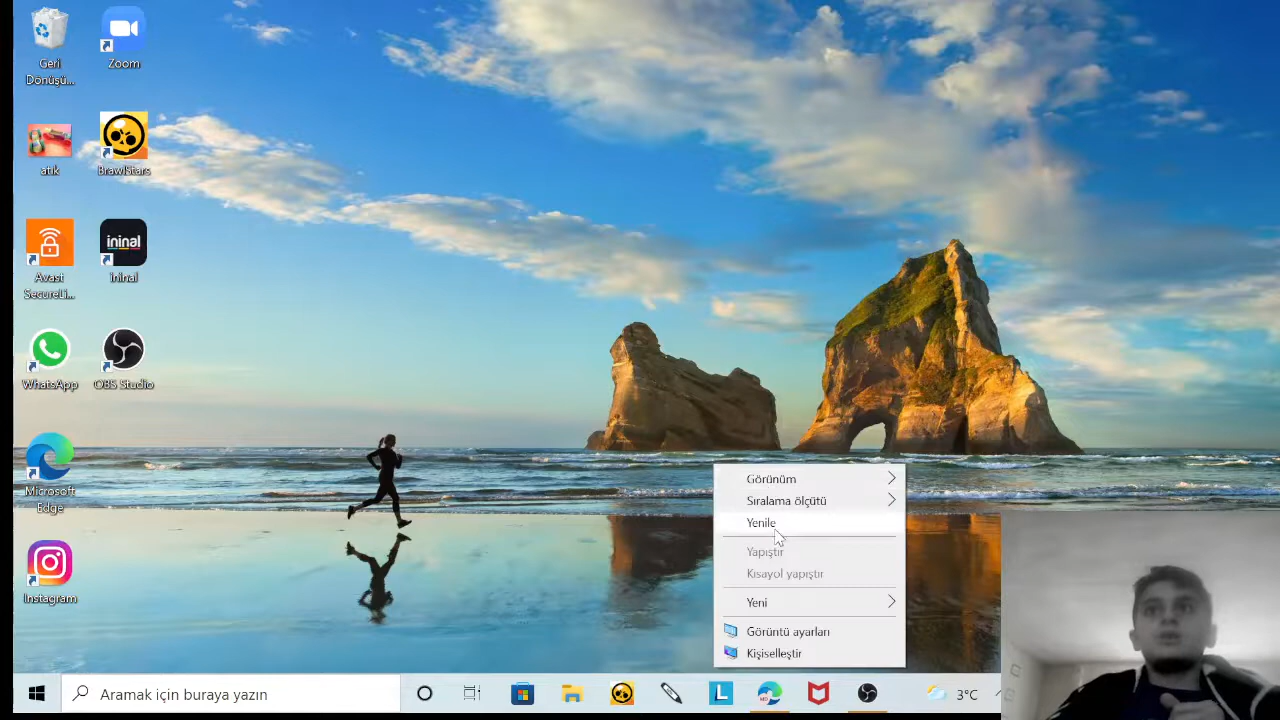 Geri
Dönüşü...
Zoom
atık
BrawlStars
Avast
SecureLi...
ininal
ininal
WhatsApp
OBS Studio
Microsoft
Edge
Instagram
Görünüm
Sıralama ölçütü
Yenile
Yapıştır
Kısayol yapıştır
Yeni
Görüntü ayarları
Kişiselleştir
Aramak için buraya yazın
L
3°C